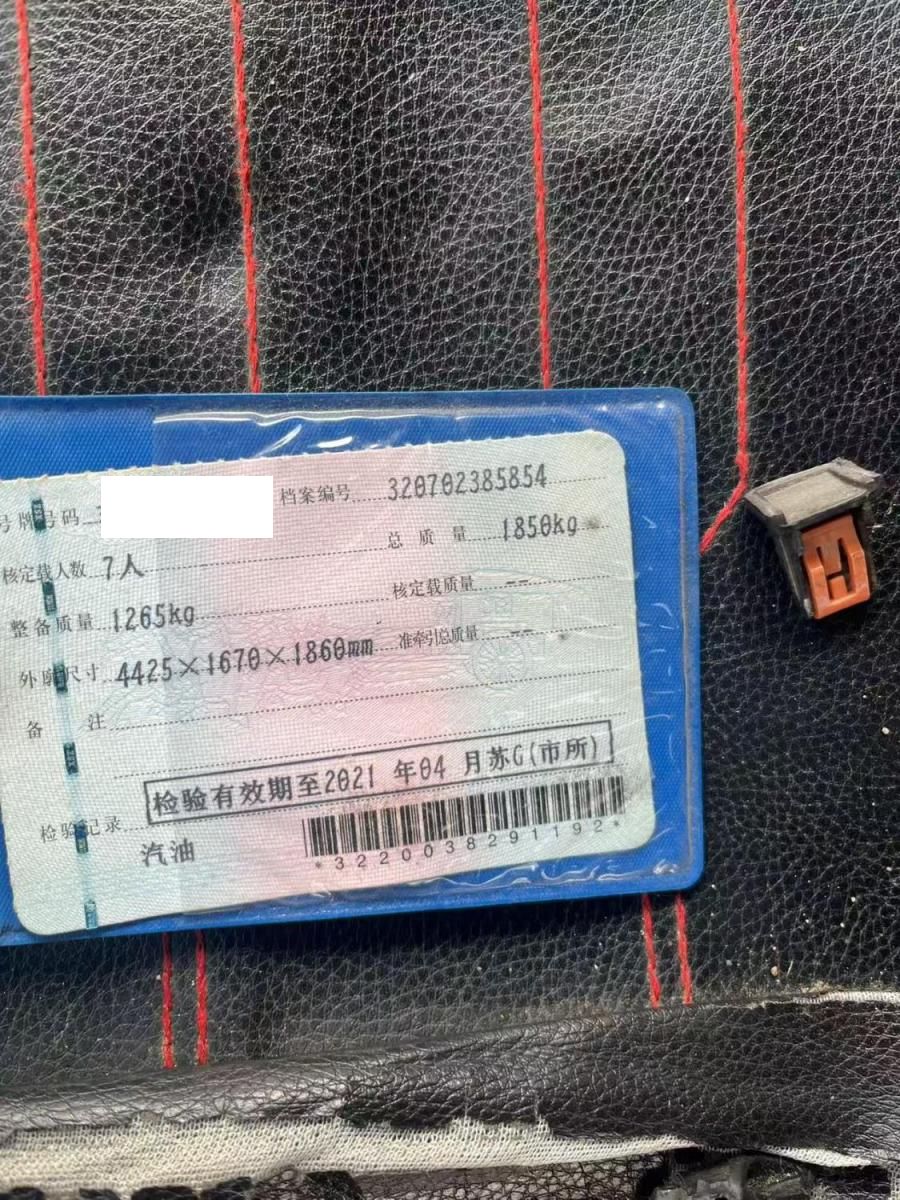 号牌号码 档案编号 320702385854
核定载人数 7人 总质量 1850kg
整备质量 1265kg 核定载质量 --
外廓尺寸 4425×1670×1860mm 准牵引总质量 --
备注
检验有效期至2021年04月苏G(市所)
检验记录
汽油
*3220038291192*